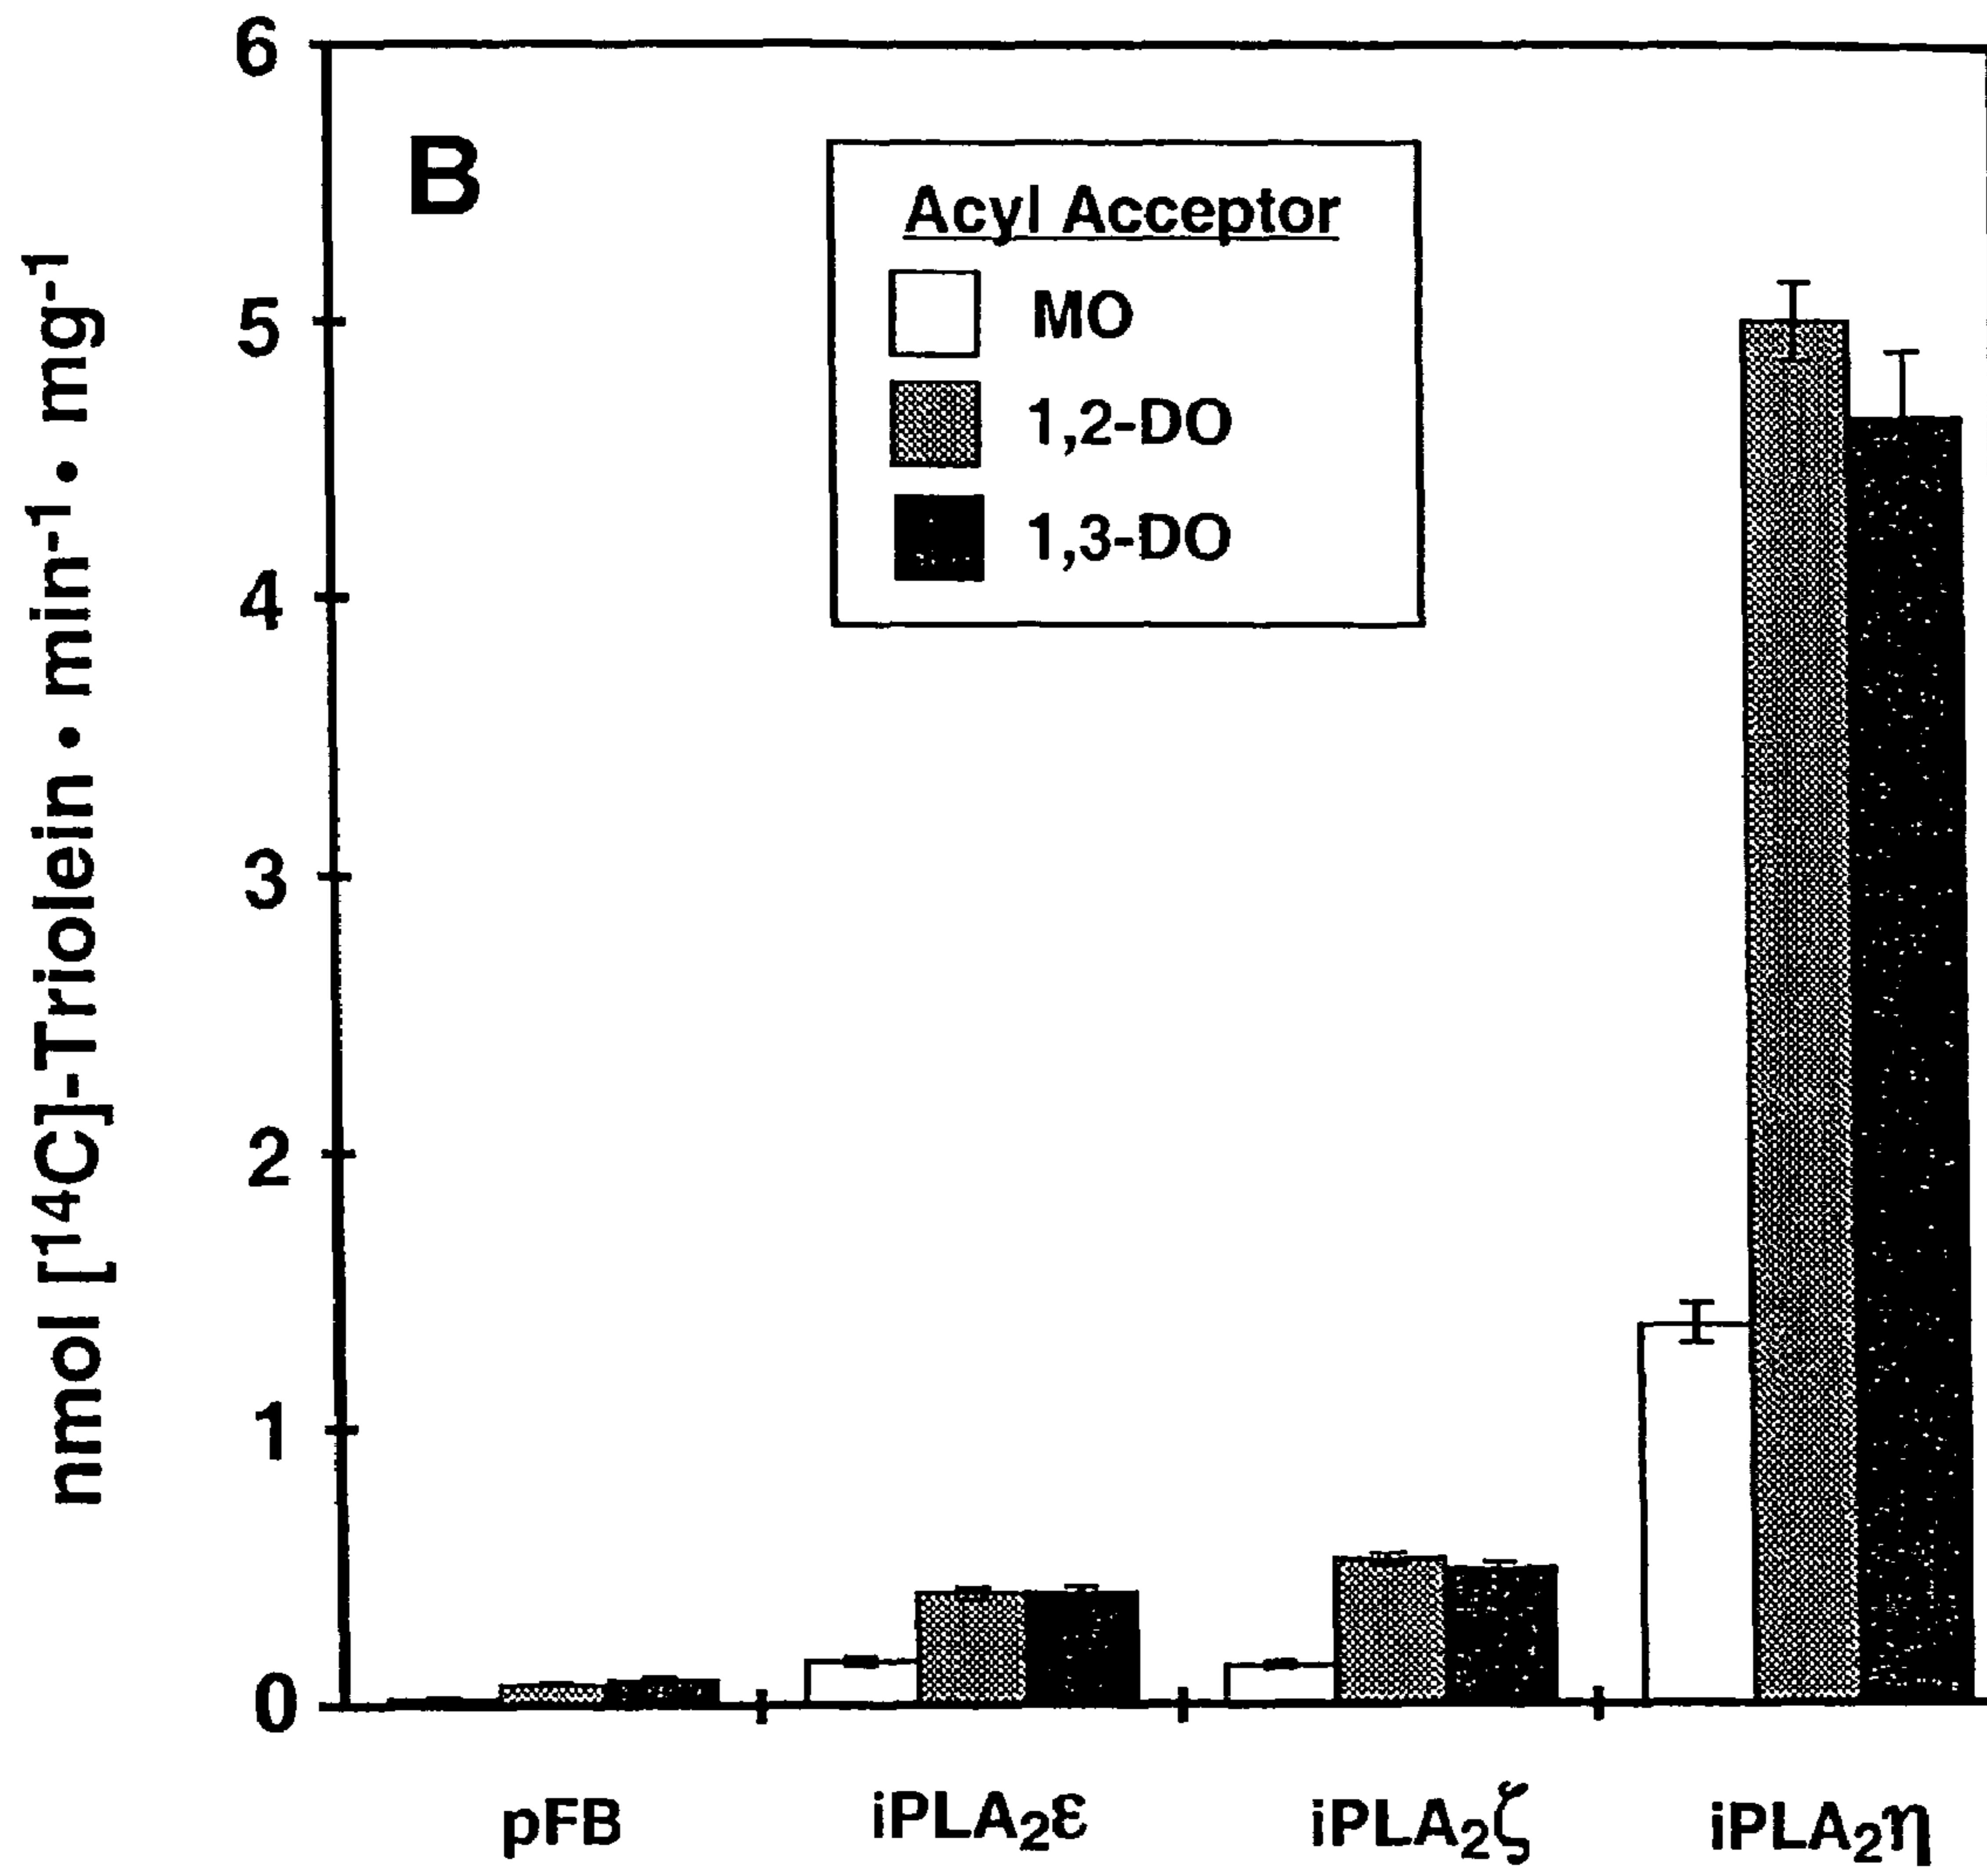 6
B
Acyl Acceptor
MO
5
1,2-DO
1,3-DO
4
3
2
1
0
nmol [¹⁴C]-Triolein • min⁻¹ • mg⁻¹
pFB iPLA₂ε iPLA₂ζ iPLA₂η